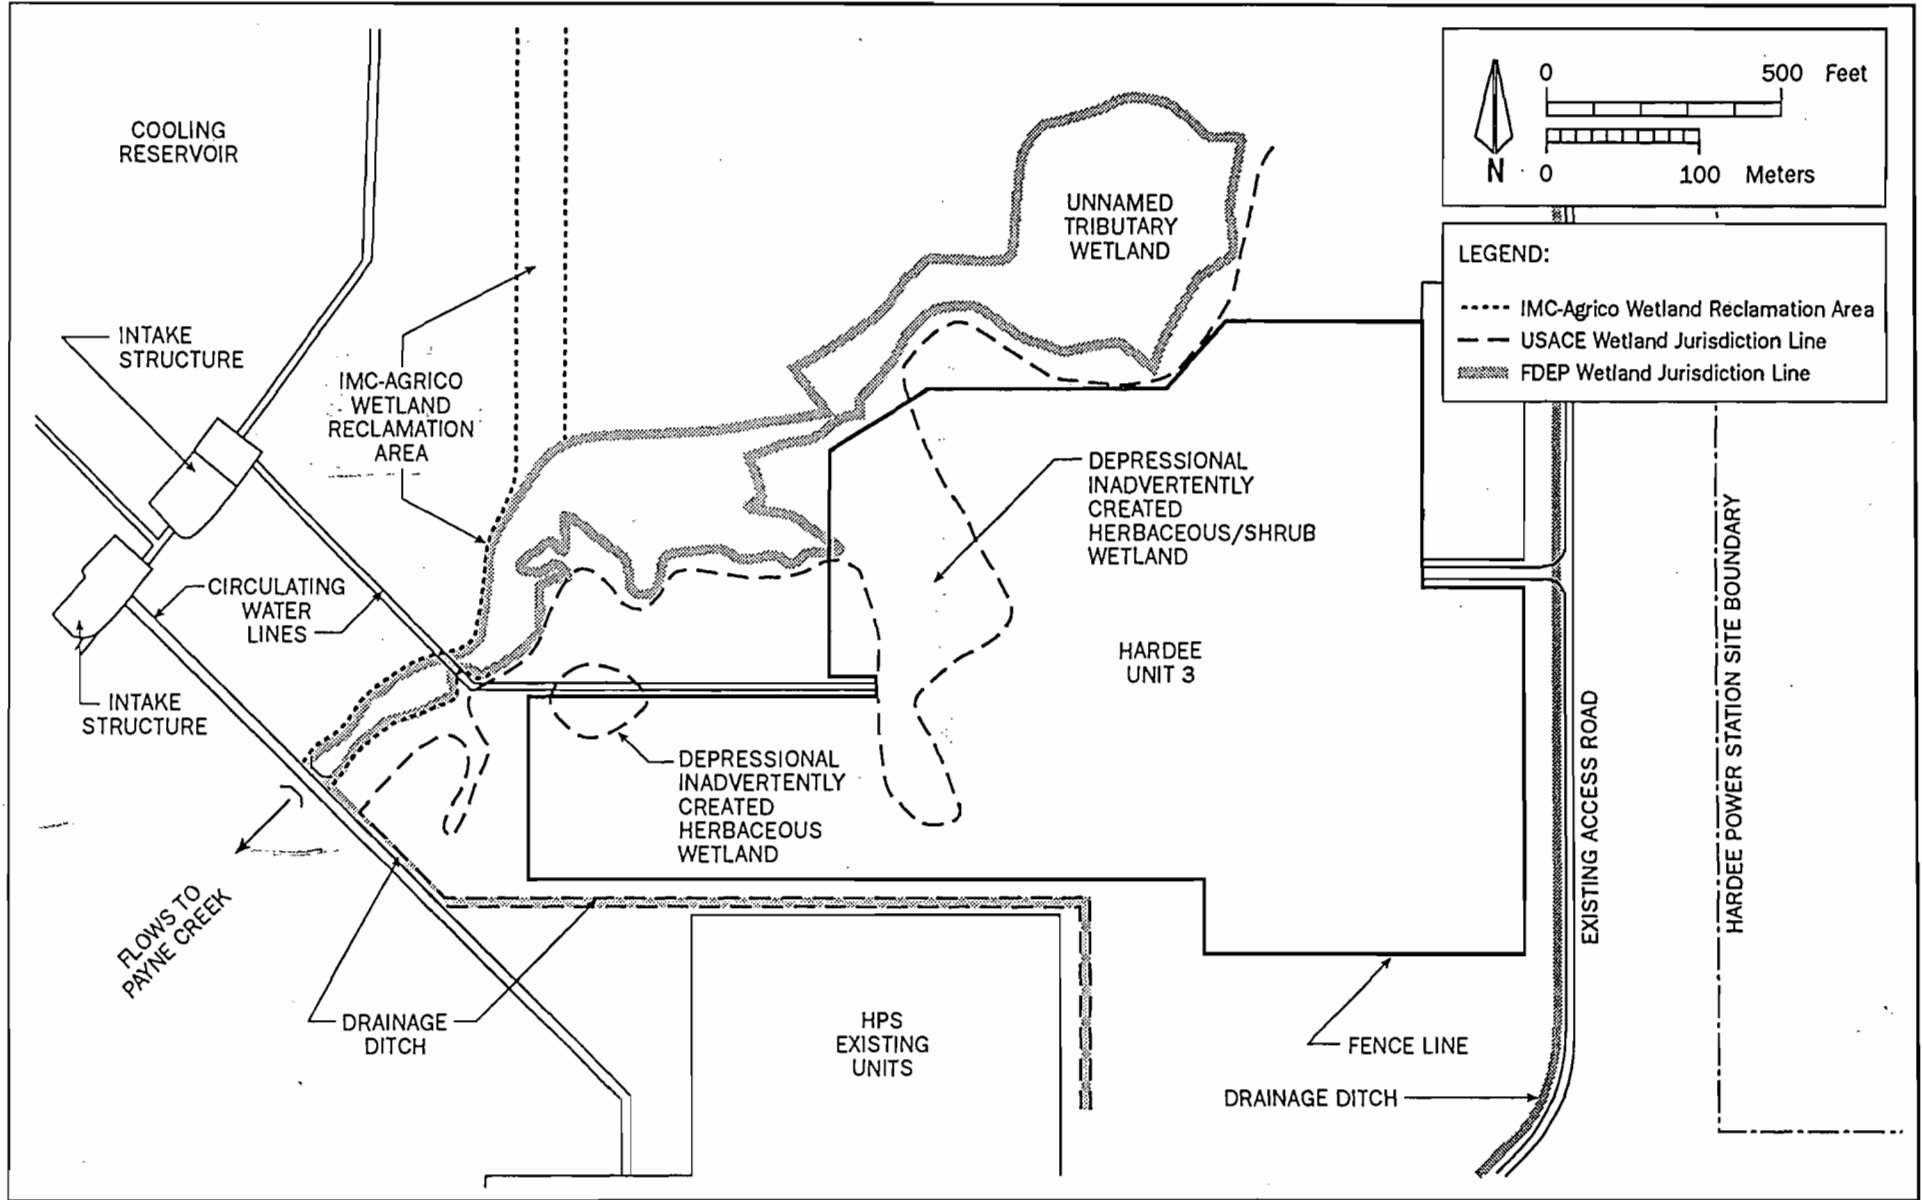 COOLING
RESERVOIR
INTAKE
STRUCTURE
IMC-AGRICO
WETLAND
RECLAMATION
AREA
CIRCULATING
WATER
LINES
INTAKE
STRUCTURE
FLOWS TO
PAYNE CREEK
DRAINAGE
DITCH
UNNAMED
TRIBUTARY
WETLAND
DEPRESSIONAL
INADVERTENTLY
CREATED
HERBACEOUS/SHRUB
WETLAND
HARDEE
UNIT 3
DEPRESSIONAL
INADVERTENTLY
CREATED
HERBACEOUS
WETLAND
HPS
EXISTING
UNITS
FENCE LINE
DRAINAGE DITCH
EXISTING ACCESS ROAD
HARDEE POWER STATION SITE BOUNDARY
0 500 Feet
N 0 100 Meters
LEGEND:
IMC-Agrico Wetland Reclamation Area
USACE Wetland Jurisdiction Line
FDEP Wetland Jurisdiction Line